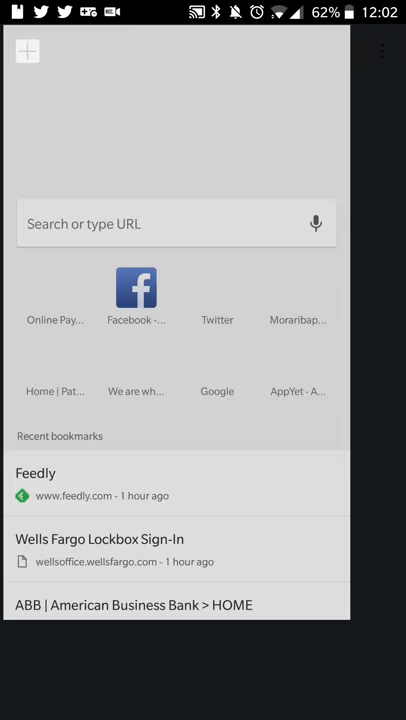 62% 12:02
Search or type URL
Online Pay... Facebook -... Twitter Moraribap...
Home | Pat... We are wh... Google AppYet - A...
Recent bookmarks
Feedly
www.feedly.com - 1 hour ago
Wells Fargo Lockbox Sign-In
wellsoffice.wellsfargo.com - 1 hour ago
ABB | American Business Bank > HOME